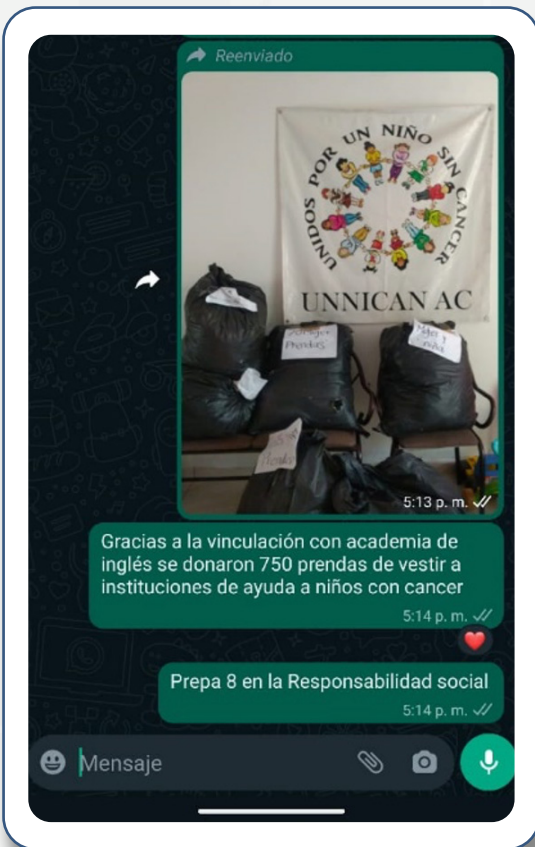 Reenviado
UNIDOS POR UN NIÑO SIN CANCER
UNNICAN AC
Prendas
5:13 p. m.
Gracias a la vinculación con academia de
inglés se donaron 750 prendas de vestir a
instituciones de ayuda a niños con cancer
5:14 p. m.
Prepa 8 en la Responsabilidad social
5:14 p. m.
Mensaje